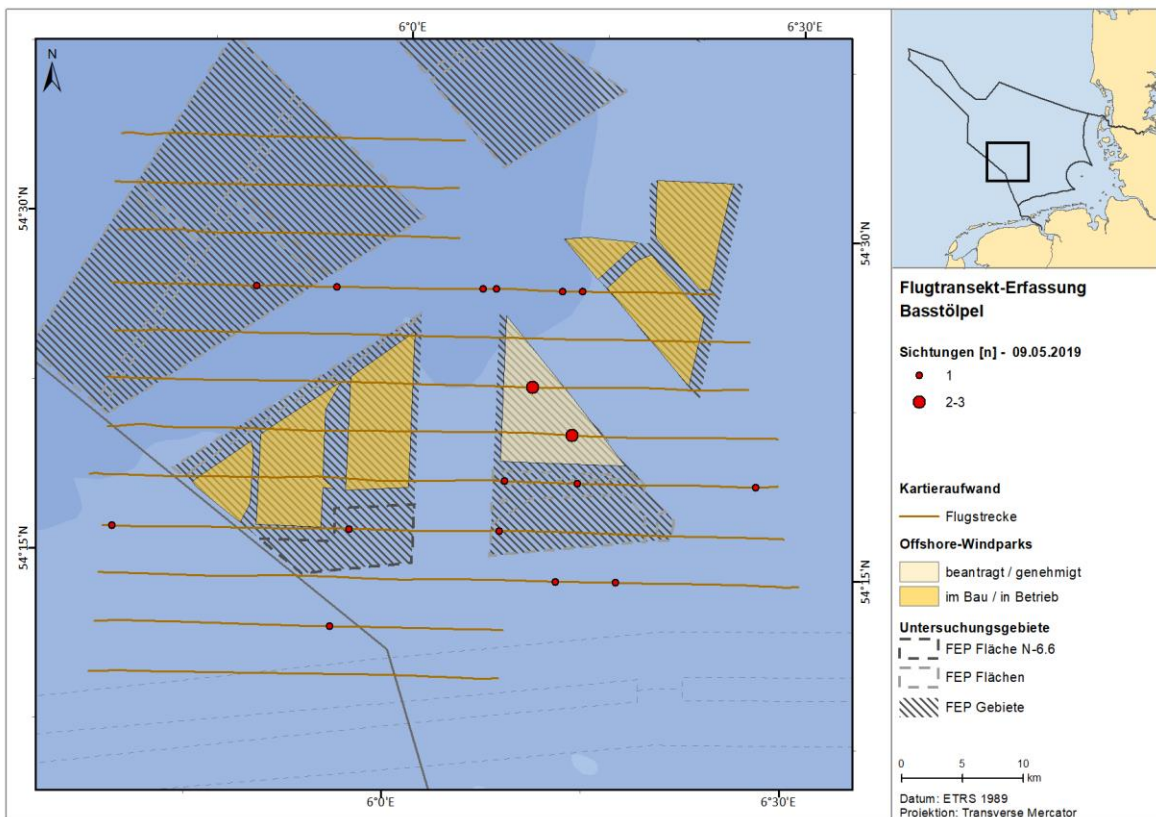 6°0'E
6°30'E
N
54°30'N
54°30'N
54°15'N
54°15'N
6°0'E
6°30'E
Flugtransekt-Erfassung
Basstölpel
Sichtungen [n] - 09.05.2019
1
2-3
Kartieraufwand
Flugstrecke
Offshore-Windparks
beantragt / genehmigt
im Bau / in Betrieb
Untersuchungsgebiete
FEP Fläche N-6.6
FEP Flächen
FEP Gebiete
0 5 10
km
Datum: ETRS 1989
Projektion: Transverse Mercator